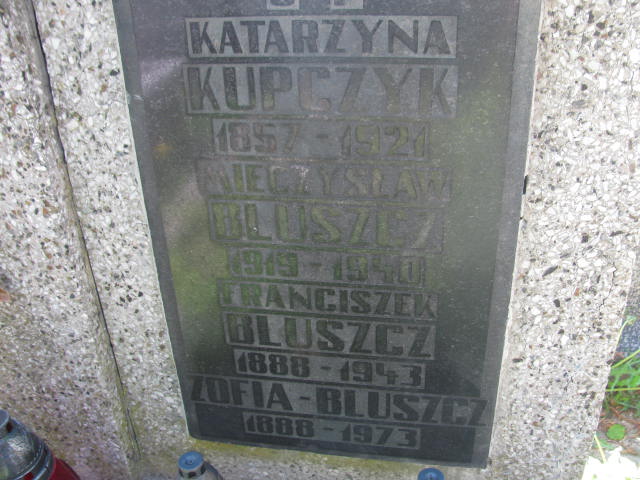 KATARZYNA
KUPCZYK
1857-1921
MIECZYSŁAW
BLUSZCZ
1919-1940
FRANCISZEK
BLUSZCZ
1888-1943
ZOFIA-BLUSZCZ
1888-1973